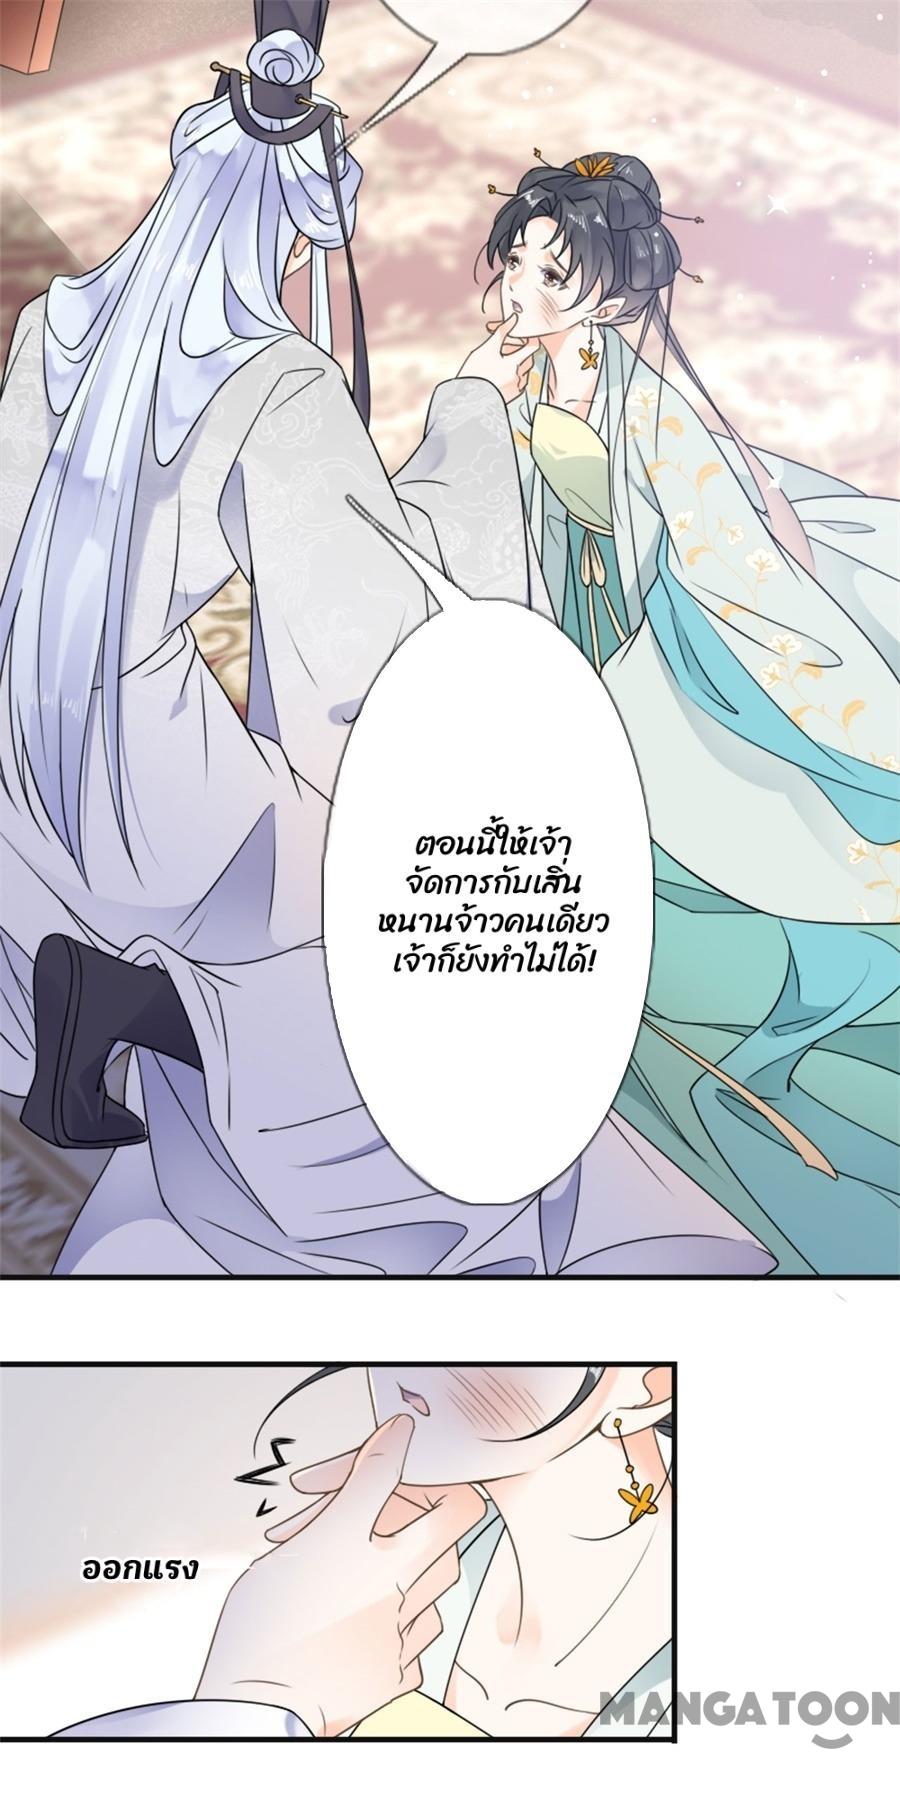 ตอนนี้ให้เจ้า
จัดการกับเสิ่น
หนานจ้าวคนเดียว
เจ้าก็ยังทำไม่ได้!
ออกแรง
MANGATOON